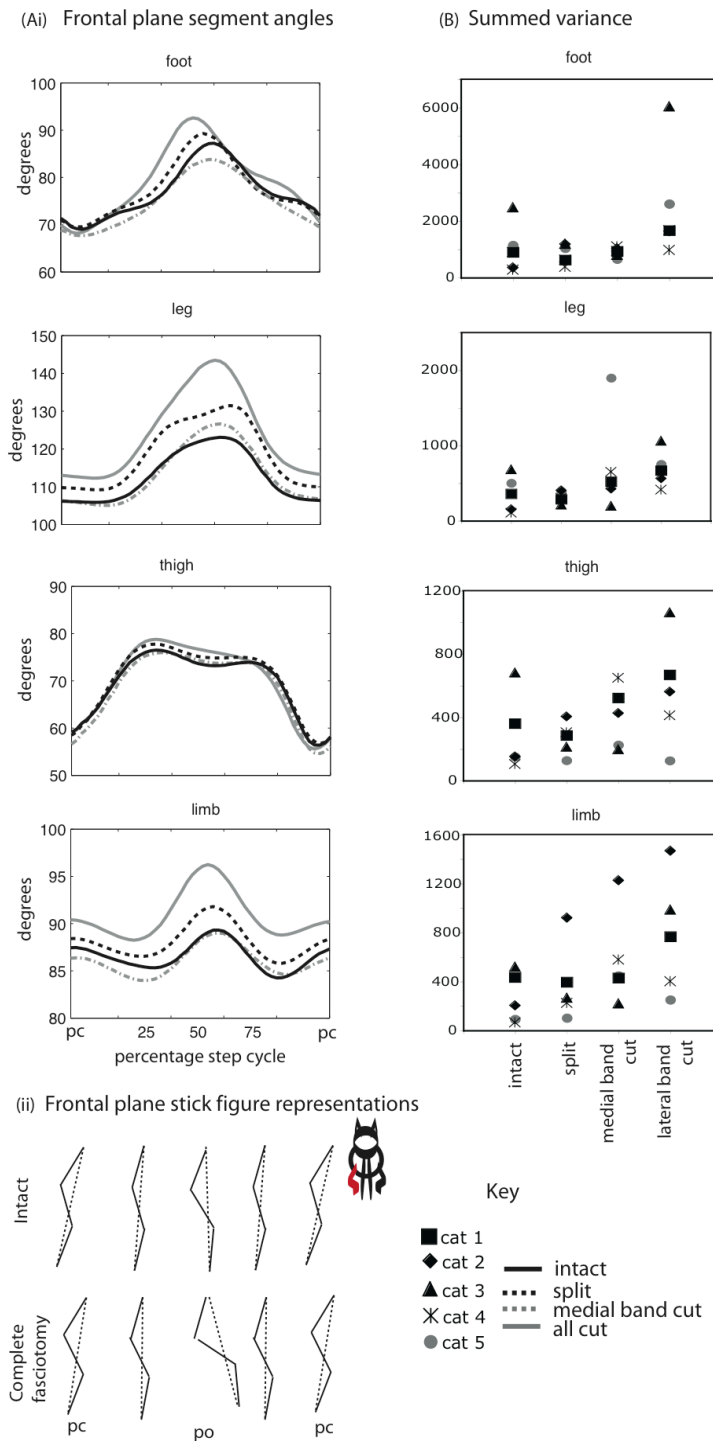 (Ai) Frontal plane segment angles
foot
degrees
100
90
80
70
60
leg
degrees
150
140
130
120
110
100
thigh
degrees
90
80
70
60
50
limb
degrees
100
95
90
85
80
pc 25 50 75 pc
percentage step cycle
(B) Summed variance
foot
6000
4000
2000
0
leg
2000
1000
0
thigh
1200
800
400
0
limb
1600
1200
800
400
0
intact
split
medial band
cut
lateral band
cut
(ii) Frontal plane stick figure representations
Intact
Complete
fasciotomy
pc po pc
Key
cat 1
cat 2
cat 3
cat 4
cat 5
intact
split
medial band cut
all cut